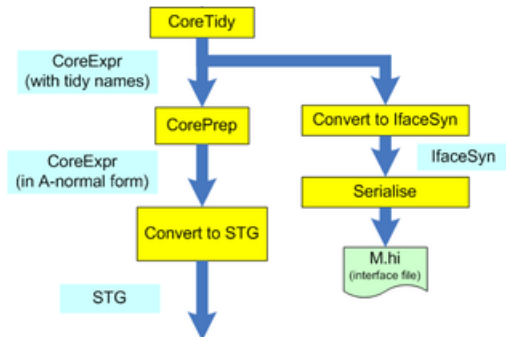 CoreTidy
CoreExpr
(with tidy names)
CorePrep
Convert to IfaceSyn
CoreExpr
(in A-normal form)
IfaceSyn
Serialise
Convert to STG
M.hi
(interface file)
STG